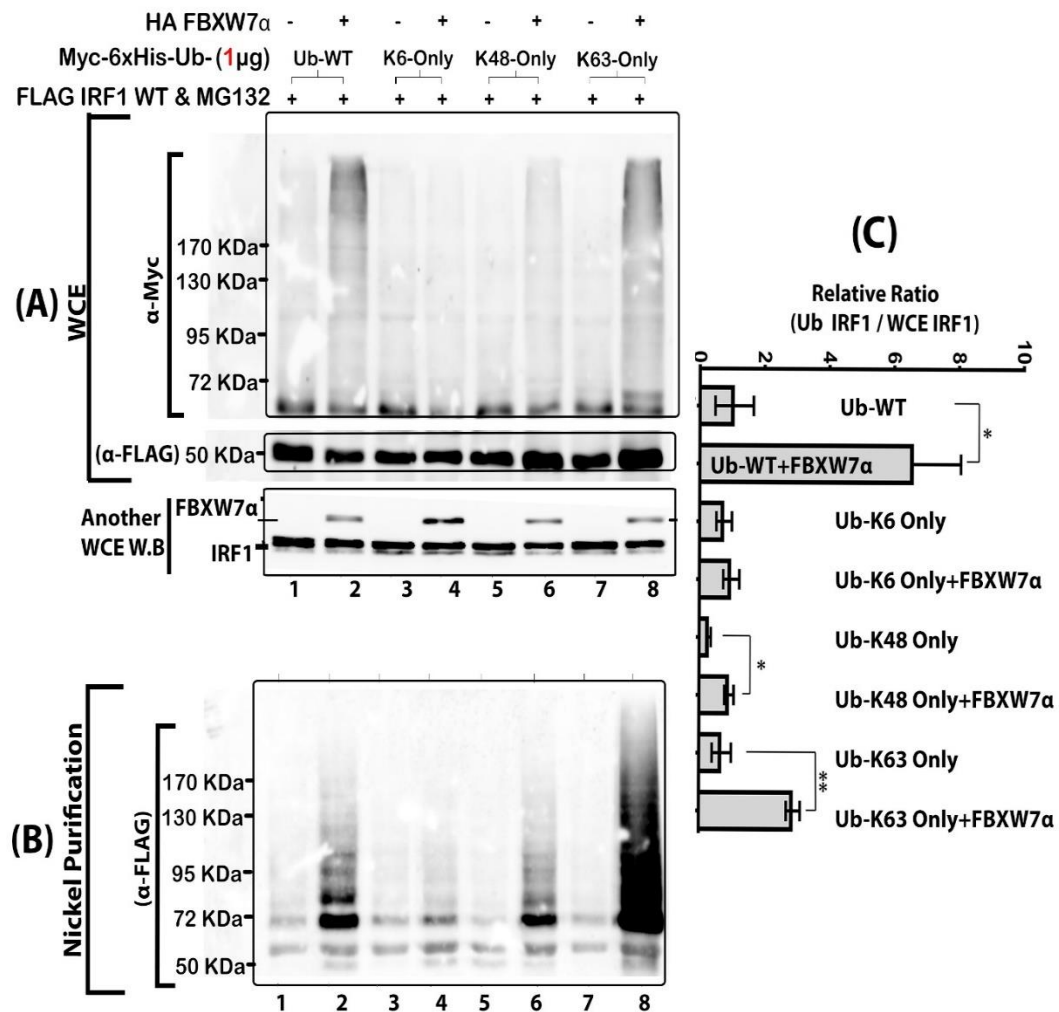 HA FBXW7α - + - + - + - +
Myc-6xHis-Ub- (1µg) Ub-WT K6-Only K48-Only K63-Only
FLAG IRF1 WT & MG132 + + + + + + + +
(A)
WCE
α-Myc
170 KDa
130 KDa
95 KDa
72 KDa
(α-FLAG) 50 KDa
Another
WCE W.B
FBXW7α
IRF1
1 2 3 4 5 6 7 8
(B)
Nickel Purification
(α-FLAG)
170 KDa
130 KDa
95 KDa
72 KDa
50 KDa
1 2 3 4 5 6 7 8
(C)
Relative Ratio
(Ub IRF1 / WCE IRF1)
0 2 4 6 8 10
Ub-WT
*
Ub-WT+FBXW7α
Ub-K6 Only
Ub-K6 Only+FBXW7α
Ub-K48 Only
*
Ub-K48 Only+FBXW7α
Ub-K63 Only
**
Ub-K63 Only+FBXW7α